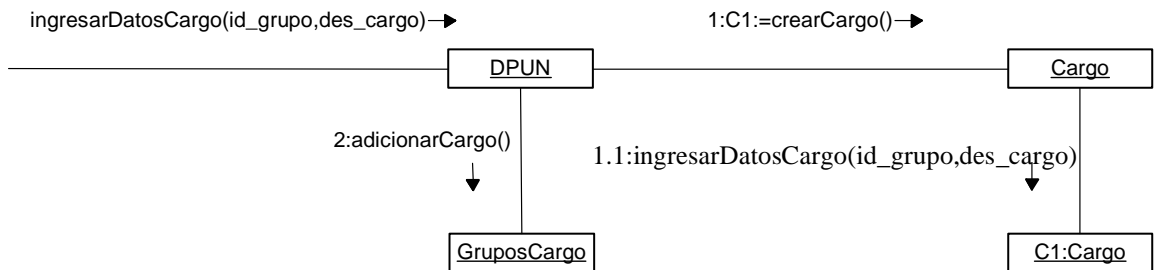 ingresarDatosCargo(id_grupo,des_cargo)
1:C1:=crearCargo()
DPUN
Cargo
2:adicionarCargo()
1.1:ingresarDatosCargo(id_grupo,des_cargo)
GruposCargo
C1:Cargo